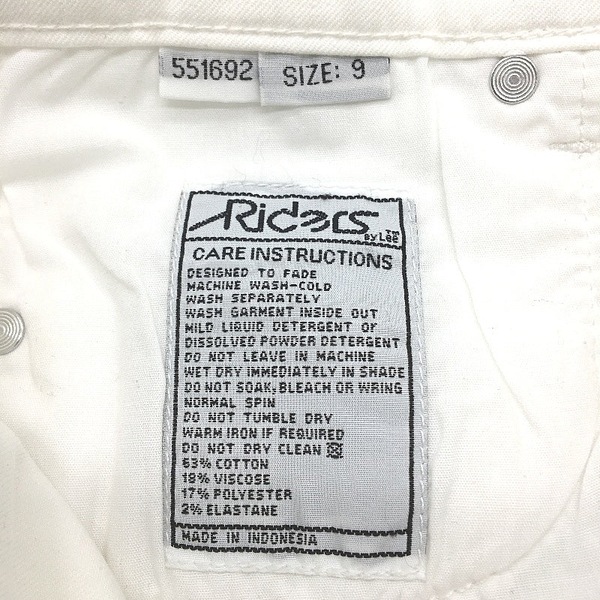 551692 SIZE: 9
Riders
BY Lee TM
CARE INSTRUCTIONS
DESIGNED TO FADE
MACHINE WASH-COLD
WASH SEPARATELY
WASH GARMENT INSIDE OUT
MILD LIQUID DETERGENT OR
DISSOLVED POWDER DETERGENT
DO NOT LEAVE IN MACHINE
WET DRY IMMEDIATELY IN SHADE
DO NOT SOAK, BLEACH OR WRING
NORMAL SPIN
DO NOT TUMBLE DRY
WARM IRON IF REQUIRED
DO NOT DRY CLEAN
63% COTTON
18% VISCOSE
17% POLYESTER
2% ELASTANE
MADE IN INDONESIA